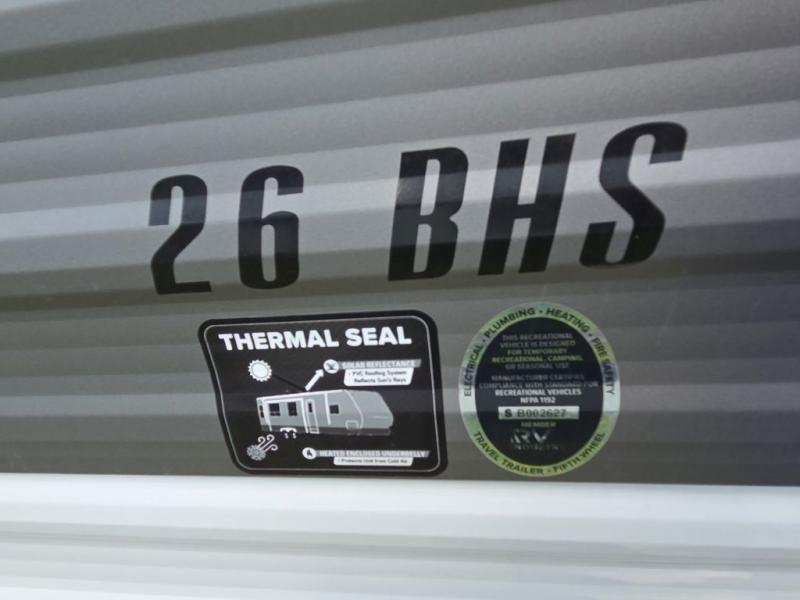 26 BHS
THERMAL SEAL
SOLAR REFLECTANCE
• PVC Roofing System
Reflects Sun's Rays
HEATED ENCLOSED UNDERBELLY
• Protects Unit from Cold Air
ELECTRICAL • PLUMBING • HEATING • FIRE SAFETY
THIS RECREATIONAL
VEHICLE IS DESIGNED
FOR TEMPORARY
RECREATIONAL, CAMPING,
OR SEASONAL USE
MANUFACTURER CERTIFIES
COMPLIANCE WITH STANDARD FOR
RECREATIONAL VEHICLES
NFPA 1192
S B002627
MEMBER
RV
INDUSTRY
TRAVEL TRAILER • FIFTH WHEEL